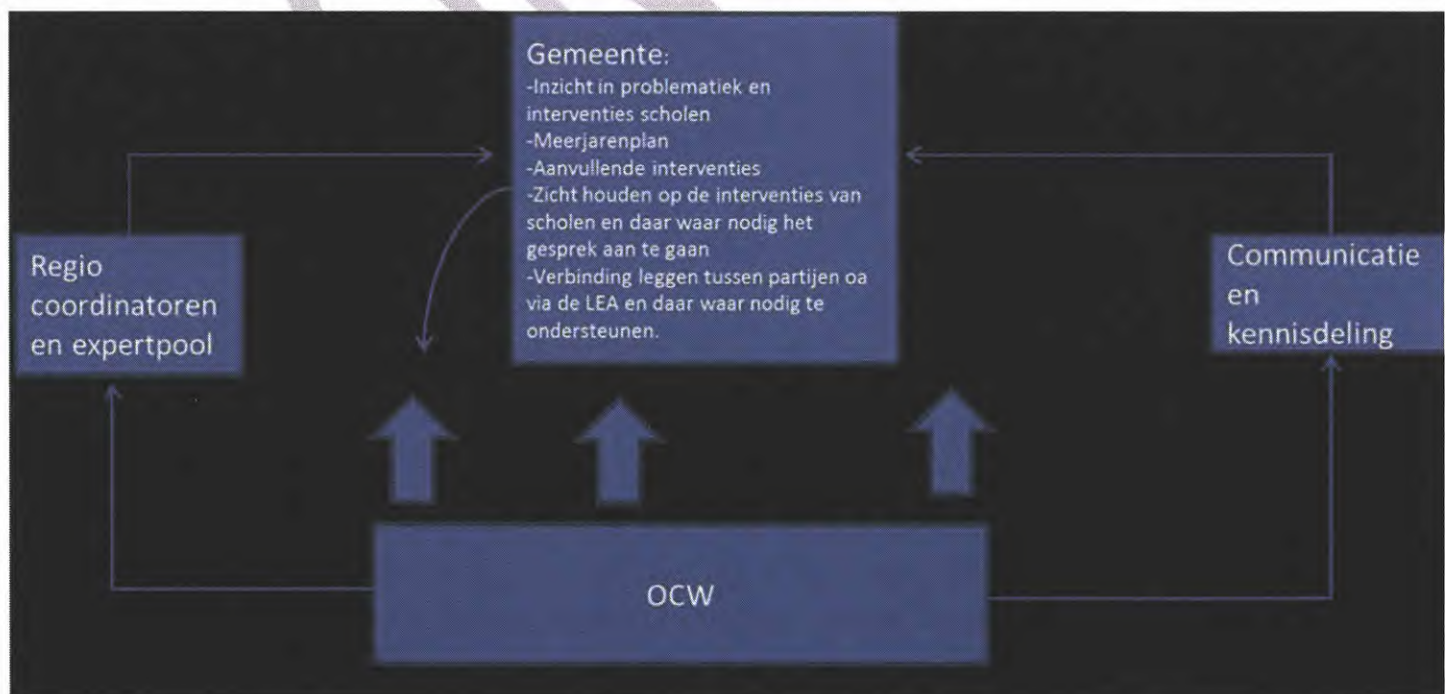 Gemeente:
-Inzicht in problematiek en
interventies scholen
-Meerjarenplan
-Aanvullende interventies
-Zicht houden op de interventies van
scholen en daar waar nodig het
gesprek aan te gaan
-Verbinding leggen tussen partijen oa
via de LEA en daar waar nodig te
ondersteunen.
Regio
coordinatoren
en expertpool
Communicatie
en
kennisdeling
OCW